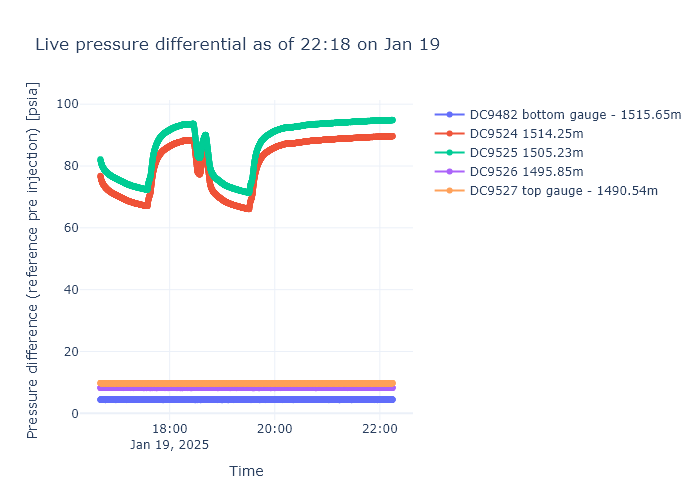 Live pressure differential as of 22:18 on Jan 19
Pressure difference (reference pre injection) [psia]
100
80
60
40
20
0
18:00
Jan 19, 2025
20:00
22:00
Time
DC9482 bottom gauge - 1515.65m
DC9524 1514.25m
DC9525 1505.23m
DC9526 1495.85m
DC9527 top gauge - 1490.54m